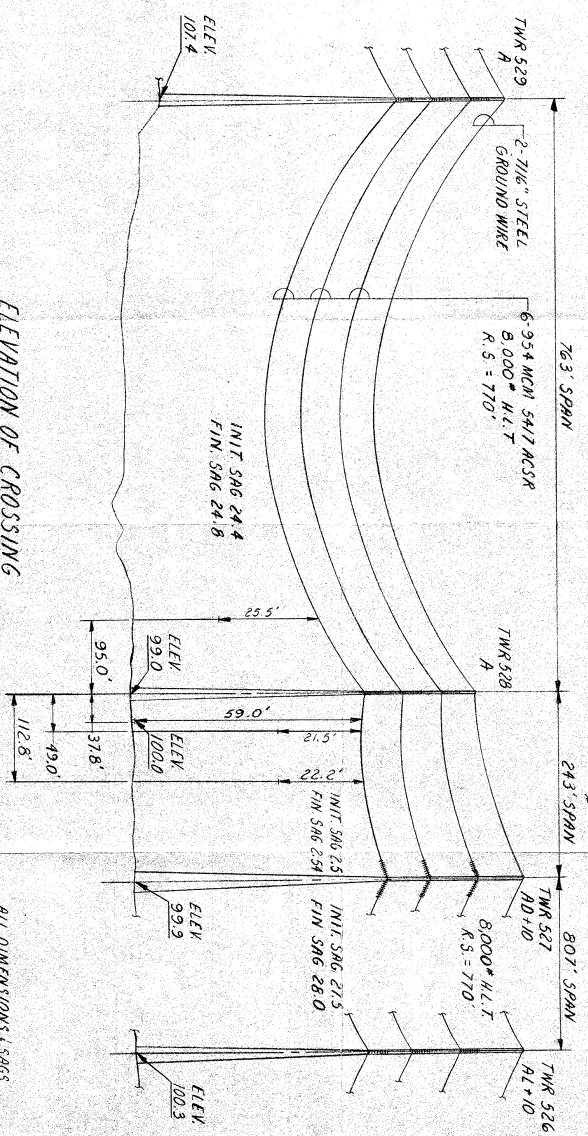 763' SPAN
243' SPAN
807' SPAN
TWR 529
A
2-7/16" STEEL
GROUND WIRE
6-954 MCM 54/7 ACSR
8,000# H.L.T
R.S = 770'
TWR 528
A
TWR 527
AD+10
8,000# H.L.T
R.S. = 770'
TWR 526
AL+10
INIT SAG 24.4
FIN. SAG 24.8
25.5'
59.0'
21.5'
22.2'
INIT. SAG 2.5
FIN SAG 2.54
INIT. SAG 27.5
FIN SAG 28.0
ELEV.
107.4
ELEV.
99.0
95.0'
ELEV.
100.0
37.8'
49.0'
112.8'
ELEV.
99.9
ELEV.
100.3
ELEVATION OF CROSSING
ALL DIMENSIONS & SAGS